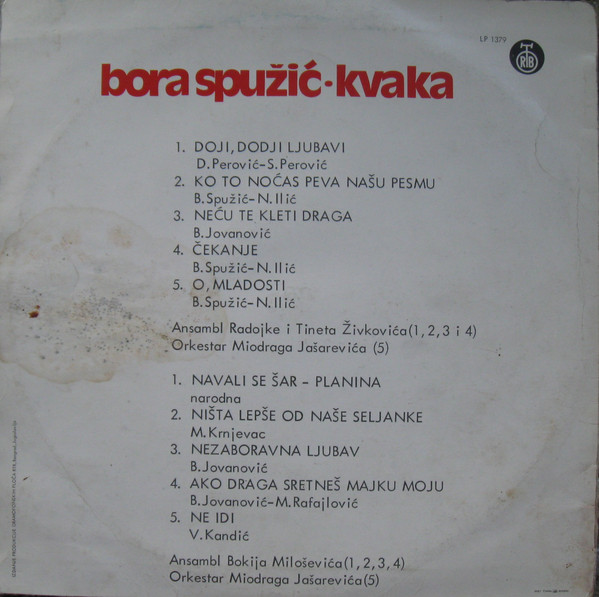 LP 1379
RTB
bora spužić·kvaka
1. DOJI, DODJI LJUBAVI
D.Perović-S.Perović
2. KO TO NOĆAS PEVA NAŠU PESMU
B.Spužić-N.Ilić
3. NEĆU TE KLETI DRAGA
B.Jovanović
4. ČEKANJE
B.Spužić-N.Ilić
5. O, MLADOSTI
B.Spužić-N.Ilić
Ansambl Radojke i Tineta Živkovića(1,2,3 i 4)
Orkestar Miodraga Jašarevića (5)
1. NAVALI SE ŠAR - PLANINA
narodna
2. NIŠTA LEPŠE OD NAŠE SELJANKE
M.Krnjevac
3. NEZABORAVNA LJUBAV
B.Jovanović
4. AKO DRAGA SRETNEŠ MAJKU MOJU
B.Jovanović-M.Rafajlović
5. NE IDI
V.Kandić
Ansambl Bokija Miloševića(1,2,3,4)
Orkestar Miodraga Jašarevića(5)